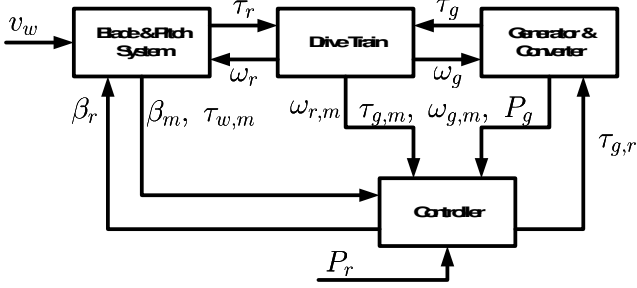 v_w
Blade & Pitch
System
τ_r
Drive Train
τ_g
Generator &
Converter
ω_r
ω_g
β_r
β_m, τ_{w,m}
ω_{r,m}
τ_{g,m}, ω_{g,m}, P_g
τ_{g,r}
Controller
P_r